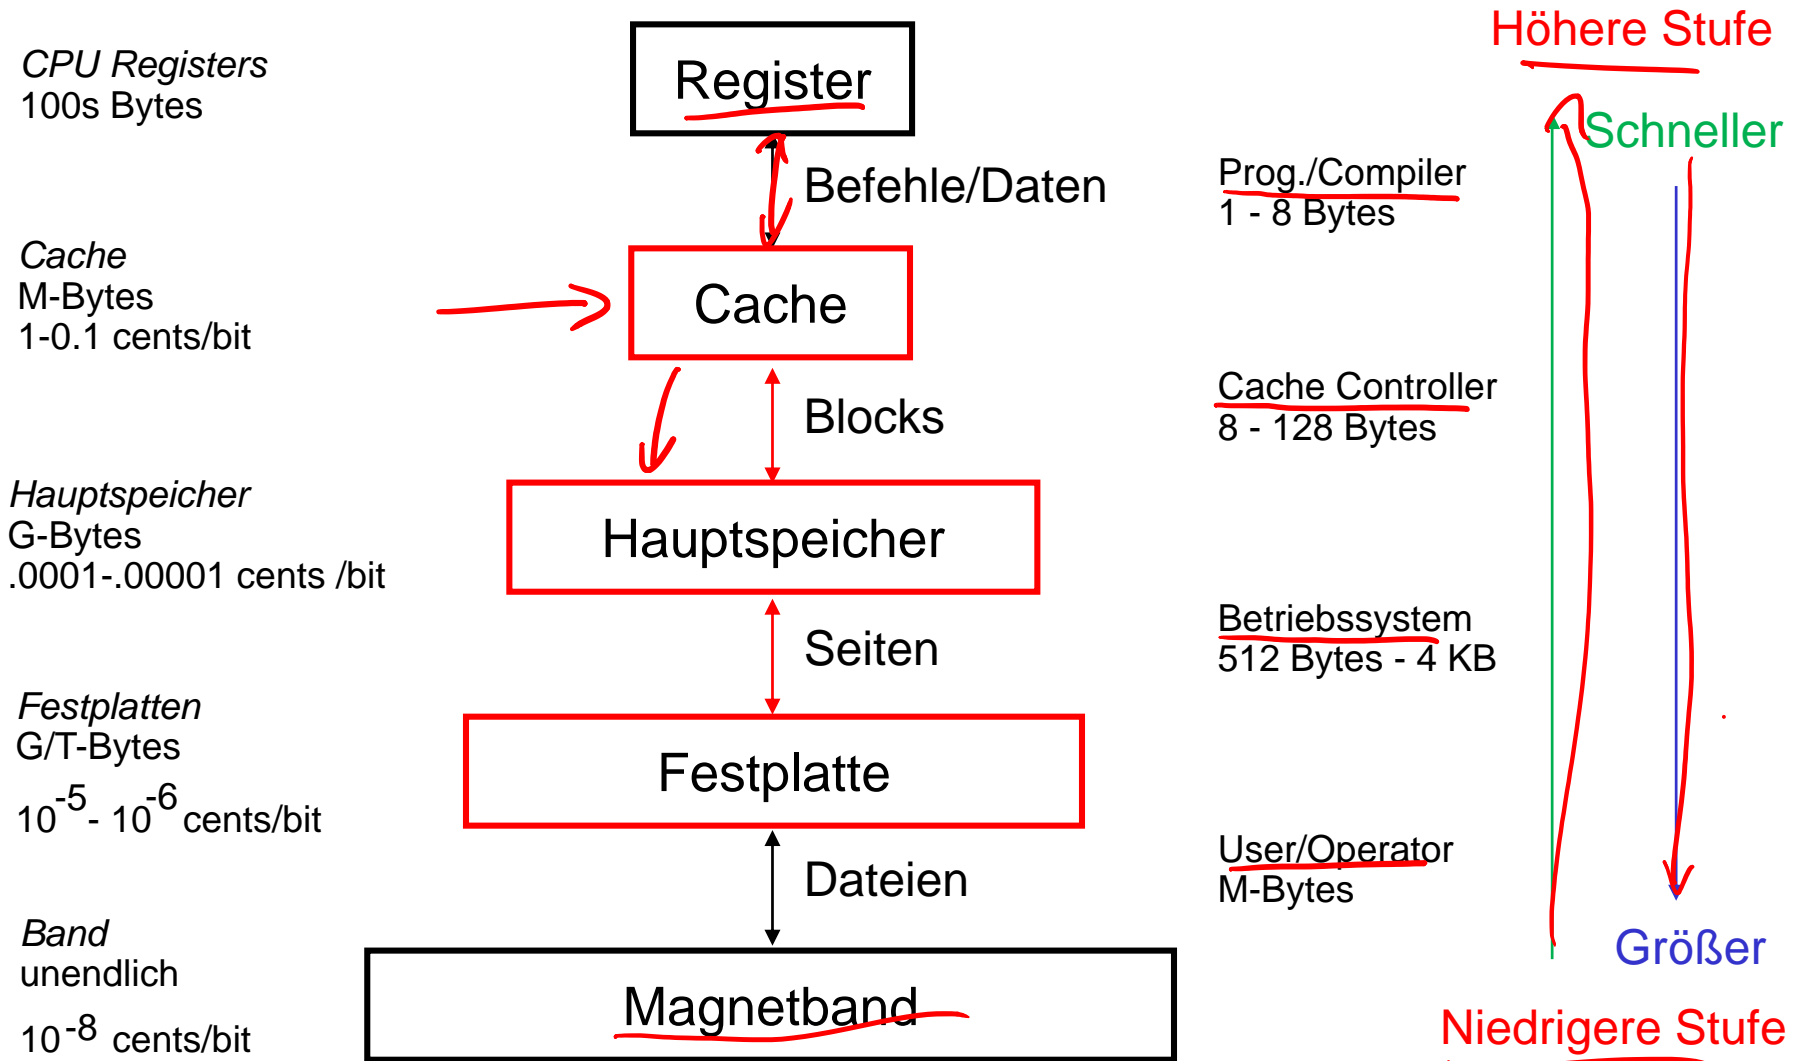 Höhere Stufe
CPU Registers
100s Bytes
Register
Schneller
Befehle/Daten
Prog./Compiler
1 - 8 Bytes
Cache
M-Bytes
1-0.1 cents/bit
Cache
Blocks
Cache Controller
8 - 128 Bytes
Hauptspeicher
G-Bytes
.0001-.00001 cents /bit
Hauptspeicher
Seiten
Betriebssystem
512 Bytes - 4 KB
Festplatten
G/T-Bytes
10^-5 - 10^-6 cents/bit
Festplatte
Dateien
User/Operator
M-Bytes
Band
unendlich
10^-8 cents/bit
Magnetband
Größer
Niedrigere Stufe